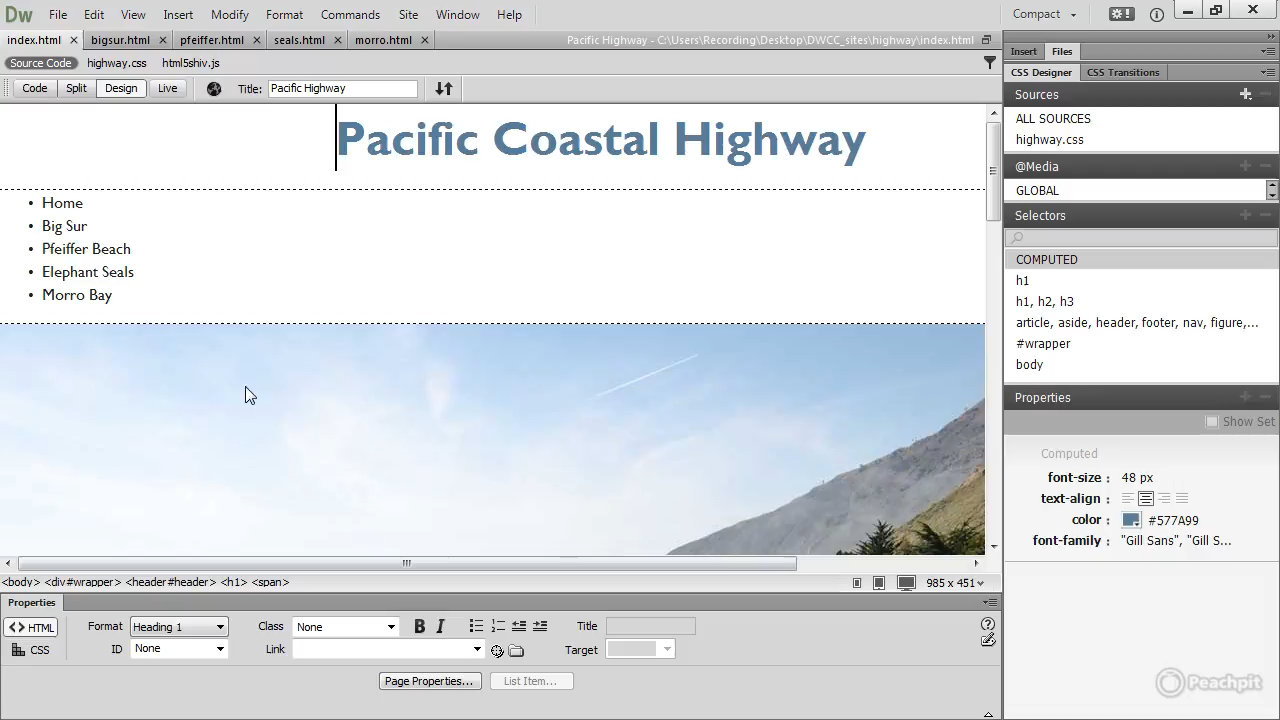 Dw File Edit View Insert Modify Format Commands Site Window Help Compact
index.html bigsur.html pfeiffer.html seals.html morro.html Pacific Highway - C:\Users\Recording\Desktop\DWCC_sites\highway\index.html
Source Code highway.css html5shiv.js
Code Split Design Live Title: Pacific Highway
Insert Files
CSS Designer CSS Transitions
Sources
ALL SOURCES
highway.css
@Media
GLOBAL
Selectors
COMPUTED
h1
h1, h2, h3
article, aside, header, footer, nav, figure,...
#wrapper
body
Properties
Show Set
Computed
font-size : 48 px
text-align :
color : #577A99
font-family : "Gill Sans", "Gill S...
Pacific Coastal Highway
• Home
• Big Sur
• Pfeiffer Beach
• Elephant Seals
• Morro Bay
<body> <div#wrapper> <header#header> <h1> <span> 985 x 451
Properties
HTML Format Heading 1 Class None B I Title
CSS ID None Link Target
Page Properties... List Item...
Peachpit